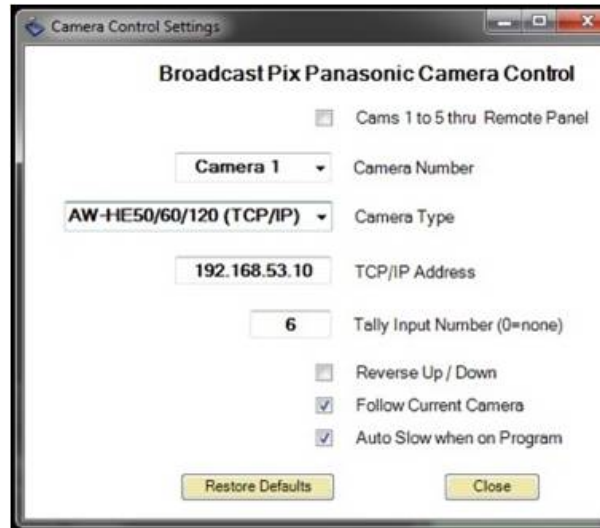 Camera Control Settings
Broadcast Pix Panasonic Camera Control
Cams 1 to 5 thru Remote Panel
Camera 1 Camera Number
AW-HE50/60/120 (TCP/IP) Camera Type
192.168.53.10 TCP/IP Address
6 Tally Input Number (0=none)
Reverse Up / Down
Follow Current Camera
Auto Slow when on Program
Restore Defaults Close